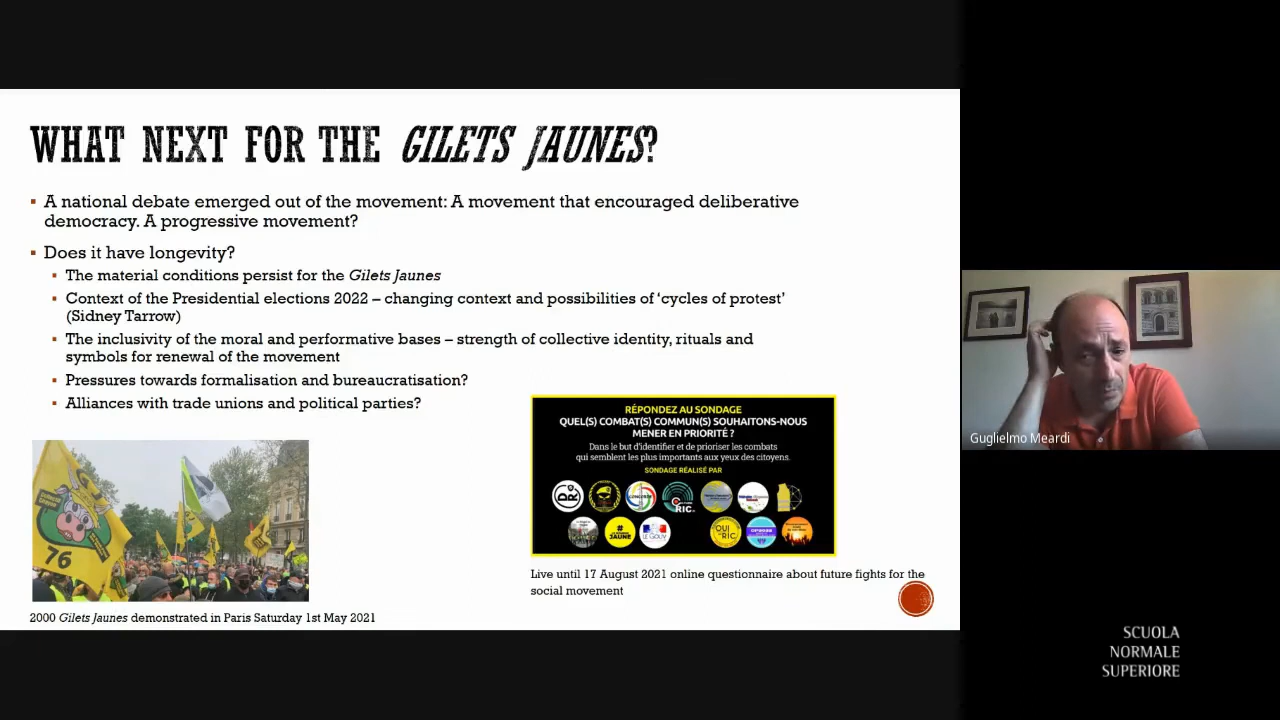 WHAT NEXT FOR THE GILETS JAUNES?
A national debate emerged out of the movement: A movement that encouraged deliberative
democracy. A progressive movement?
Does it have longevity?
The material conditions persist for the Gilets Jaunes
Context of the Presidential elections 2022 – changing context and possibilities of ‘cycles of protest’
(Sidney Tarrow)
The inclusivity of the moral and performative bases – strength of collective identity, rituals and
symbols for renewal of the movement
Pressures towards formalisation and bureaucratisation?
Alliances with trade unions and political parties?
76
2000 Gilets Jaunes demonstrated in Paris Saturday 1st May 2021
RÉPONDEZ AU SONDAGE
QUEL(S) COMBAT(S) COMMUN(S) SOUHAITONS-NOUS
MENER EN PRIORITÉ ?
Dans le but d'identifier et de prioriser les combats
qui semblent les plus importants aux yeux des citoyens.
SONDAGE RÉALISÉ PAR
RIC
JAUNE
LE GOUV
OUI
RIC
Live until 17 August 2021 online questionnaire about future fights for the
social movement
Guglielmo Meardi
SCUOLA
NORMALE
SUPERIORE